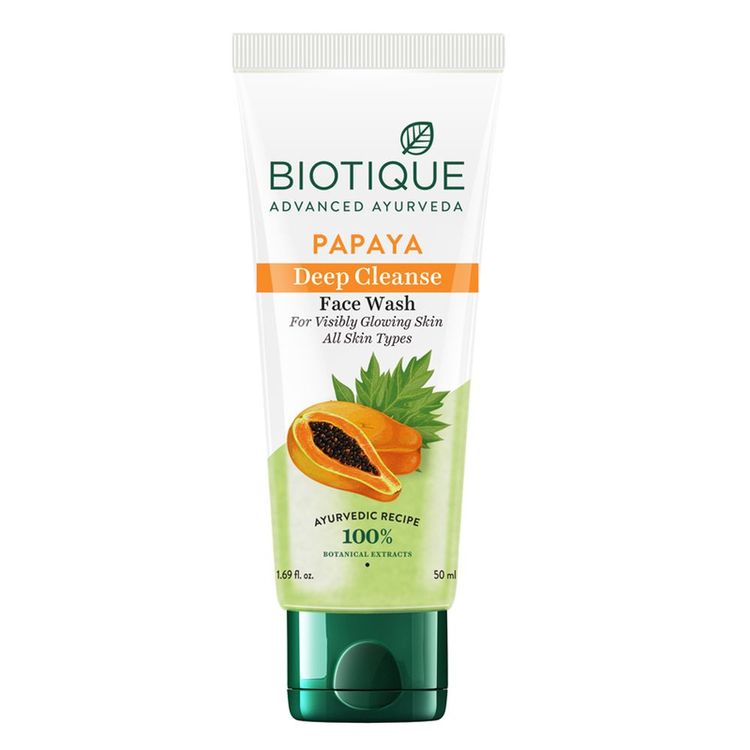 BIOTIQUE
ADVANCED AYURVEDA
PAPAYA
Deep Cleanse
Face Wash
For Visibly Glowing Skin
All Skin Types
AYURVEDIC RECIPE
100%
BOTANICAL EXTRACTS
1.69 fl. oz. 50 ml